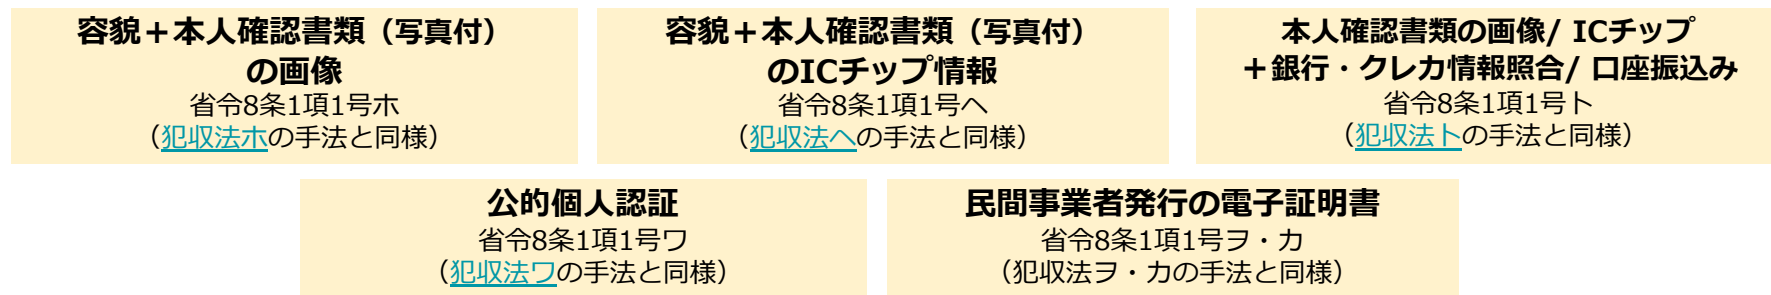 容貌＋本人確認書類（写真付）
の画像
省令8条1項1号ホ
（犯収法ホの手法と同様）
容貌＋本人確認書類（写真付）
のICチップ情報
省令8条1項1号ヘ
（犯収法ヘの手法と同様）
本人確認書類の画像/ ICチップ
＋銀行・クレカ情報照合/ 口座振込み
省令8条1項1号ト
（犯収法トの手法と同様）
公的個人認証
省令8条1項1号ワ
（犯収法ワの手法と同様）
民間事業者発行の電子証明書
省令8条1項1号ヲ・カ
（犯収法ヲ・カの手法と同様）